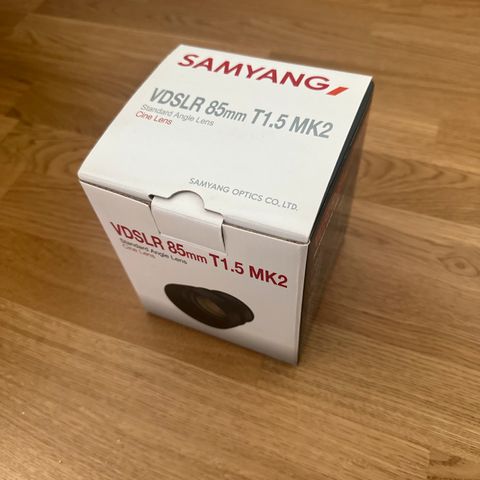 SAMYANG
VDSLR 85mm T1.5 MK2
Standard Angle Lens
Cine Lens
SAMYANG OPTICS CO., LTD.
VDSLR 85mm T1.5 MK2
Standard Angle Lens
Cine Lens